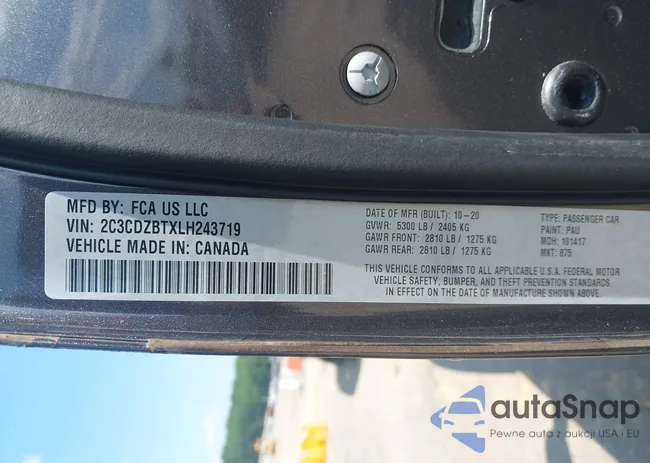 MFD BY: FCA US LLC
VIN: 2C3CDZBTXLH243719
VEHICLE MADE IN: CANADA
DATE OF MFR (BUILT): 10-20
GVWR: 5300 LB / 2405 KG
GAWR FRONT: 2810 LB / 1275 KG
GAWR REAR: 2810 LB / 1275 KG
TYPE: PASSENGER CAR
PAINT: PAU
MDH: 101417
MKT: 875
THIS VEHICLE CONFORMS TO ALL APPLICABLE U.S.A. FEDERAL MOTOR
VEHICLE SAFETY, BUMPER, AND THEFT PREVENTION STANDARDS
IN EFFECT ON THE DATE OF MANUFACTURE SHOWN ABOVE.
autaSnap
Pewne auta z aukcji USA i EU